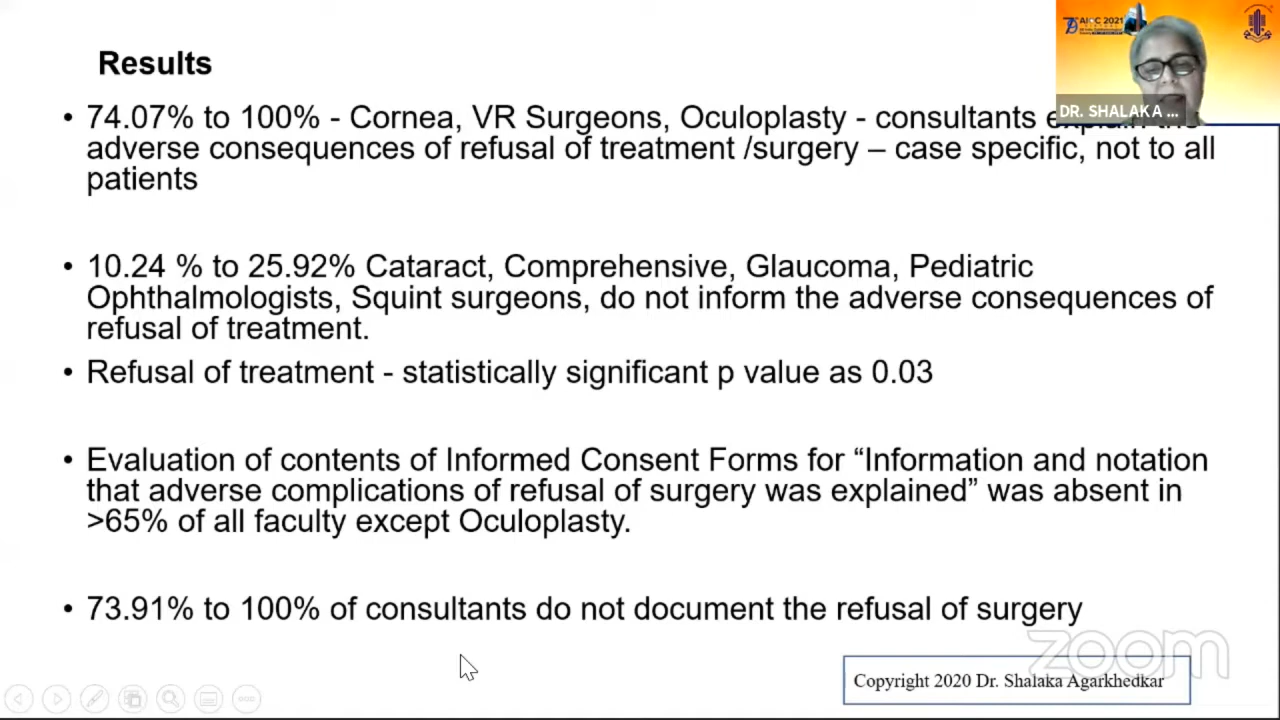 Results
AIOC 2021
DR. SHALAKA ...
• 74.07% to 100% - Cornea, VR Surgeons, Oculoplasty - consultants explain the
adverse consequences of refusal of treatment /surgery – case specific, not to all
patients
• 10.24 % to 25.92% Cataract, Comprehensive, Glaucoma, Pediatric
Ophthalmologists, Squint surgeons, do not inform the adverse consequences of
refusal of treatment.
• Refusal of treatment - statistically significant p value as 0.03
• Evaluation of contents of Informed Consent Forms for “Information and notation
that adverse complications of refusal of surgery was explained” was absent in
>65% of all faculty except Oculoplasty.
• 73.91% to 100% of consultants do not document the refusal of surgery
zoom
Copyright 2020 Dr. Shalaka Agarkhedkar